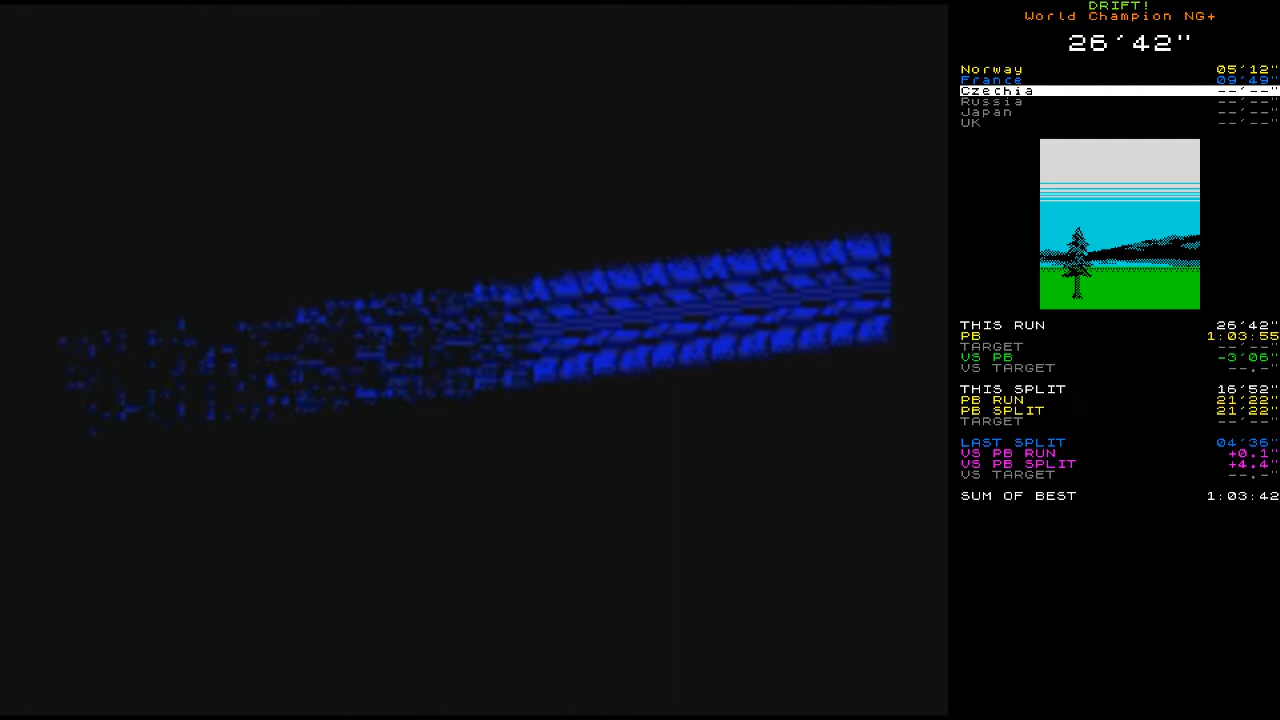 DRIFT!
World Champion NG+
26'42"
Norway 05'12"
France 09'49"
Czechia --'--"
Russia --'--"
Japan --'--"
UK --'--"
THIS RUN 26'42"
PB 1:03:55
TARGET --'--"
VS PB -3'06"
VS TARGET --.-"
THIS SPLIT 16'52"
PB RUN 21'22"
PB SPLIT 21'22"
TARGET --'--"
LAST SPLIT 04'36"
VS PB RUN +0.1"
VS PB SPLIT +4.4"
VS TARGET --.-"
SUM OF BEST 1:03:42